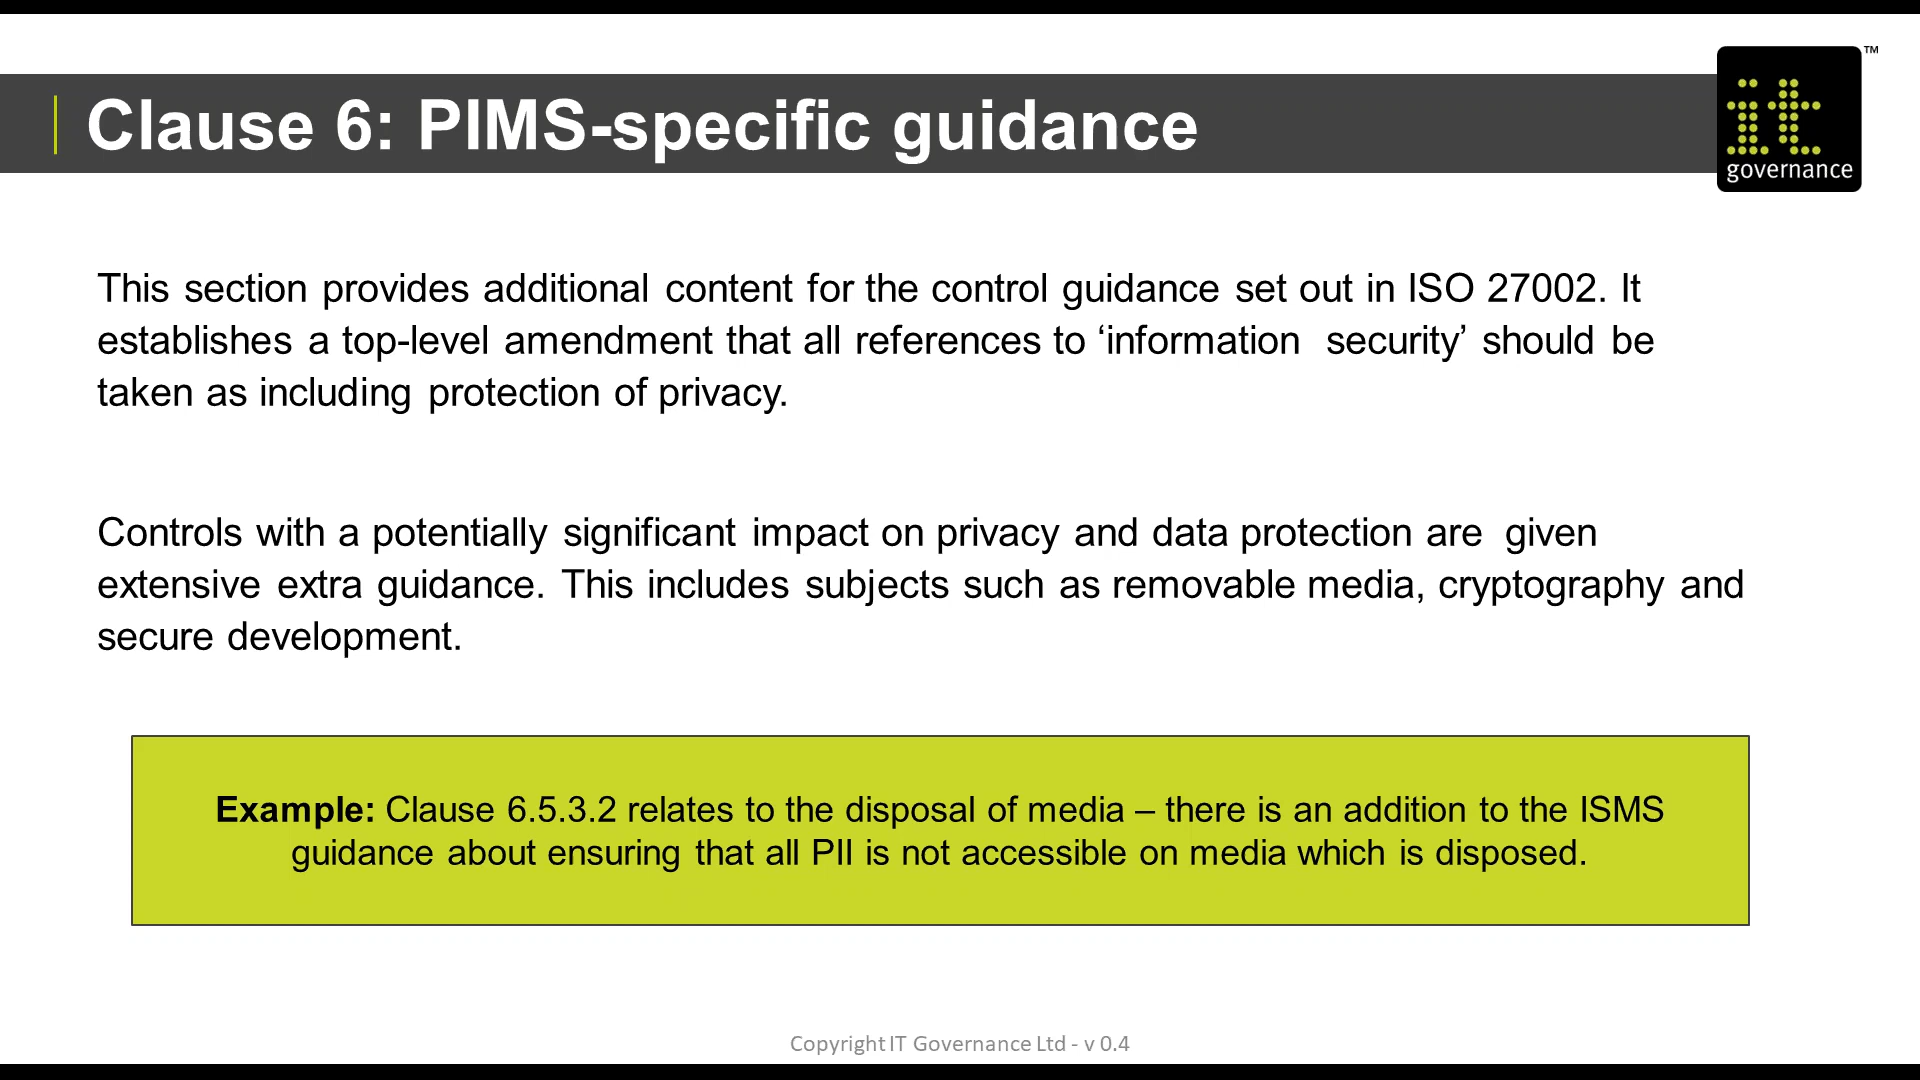 Clause 6: PIMS-specific guidance
™
it
governance
This section provides additional content for the control guidance set out in ISO 27002. It
establishes a top-level amendment that all references to ‘information security’ should be
taken as including protection of privacy.
Controls with a potentially significant impact on privacy and data protection are given
extensive extra guidance. This includes subjects such as removable media, cryptography and
secure development.
Example: Clause 6.5.3.2 relates to the disposal of media – there is an addition to the ISMS
guidance about ensuring that all PII is not accessible on media which is disposed.
Copyright IT Governance Ltd - v 0.4